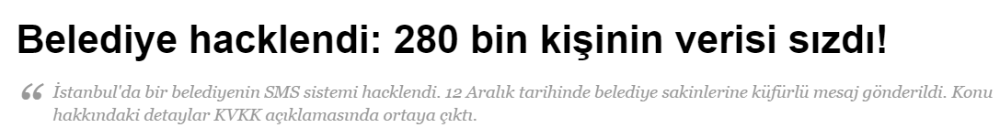 Belediye hacklendi: 280 bin kişinin verisi sızdı!
“ İstanbul'da bir belediyenin SMS sistemi hacklendi. 12 Aralık tarihinde belediye sakinlerine küfürlü mesaj gönderildi. Konu
hakkındaki detaylar KVKK açıklamasında ortaya çıktı.